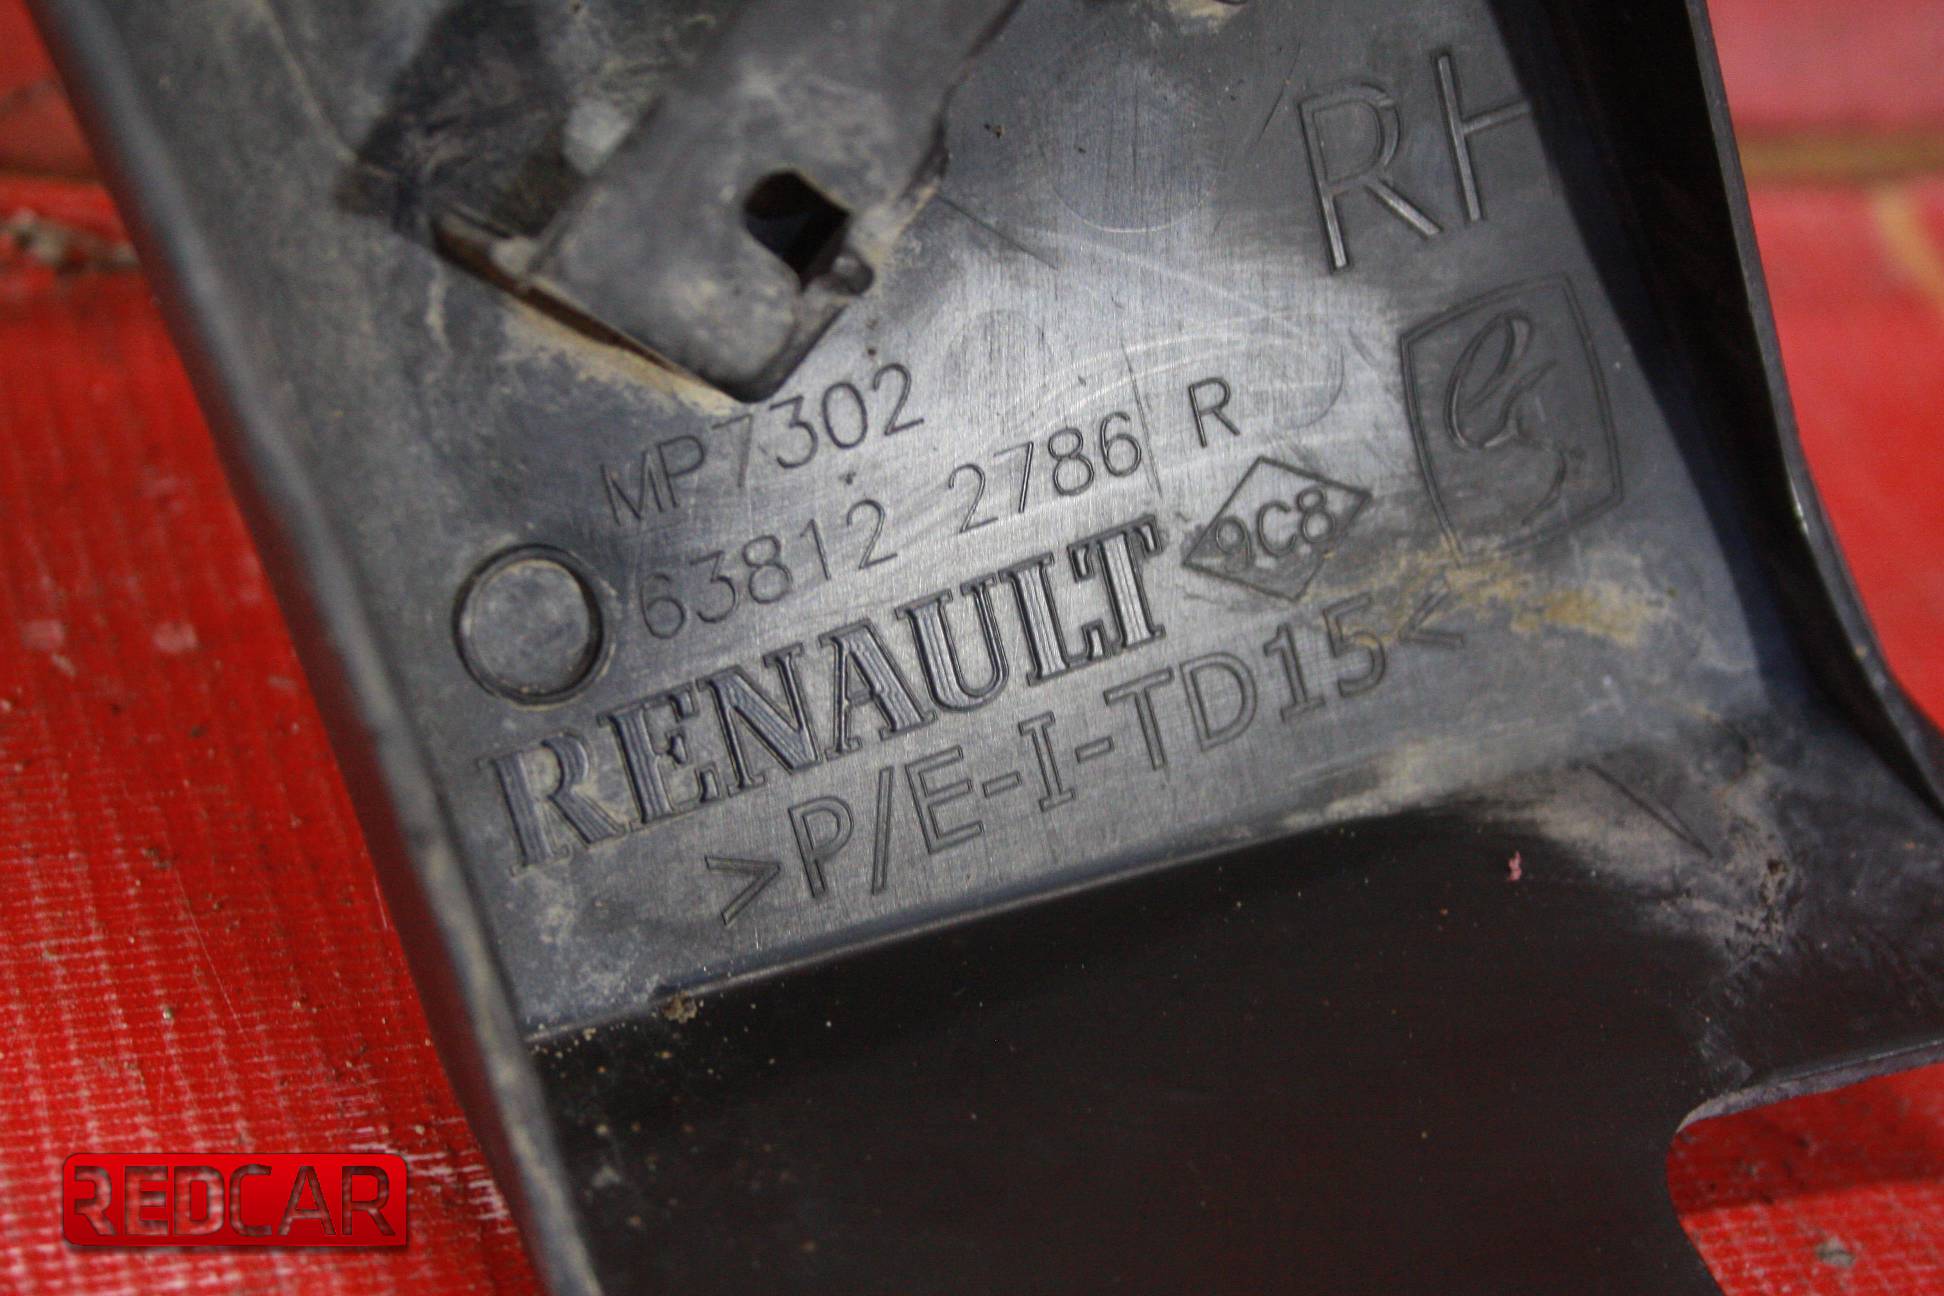 RH
MP7302
63812 2786 R
RENAULT 9C8
>P/E-I-TD15<
REDCAR